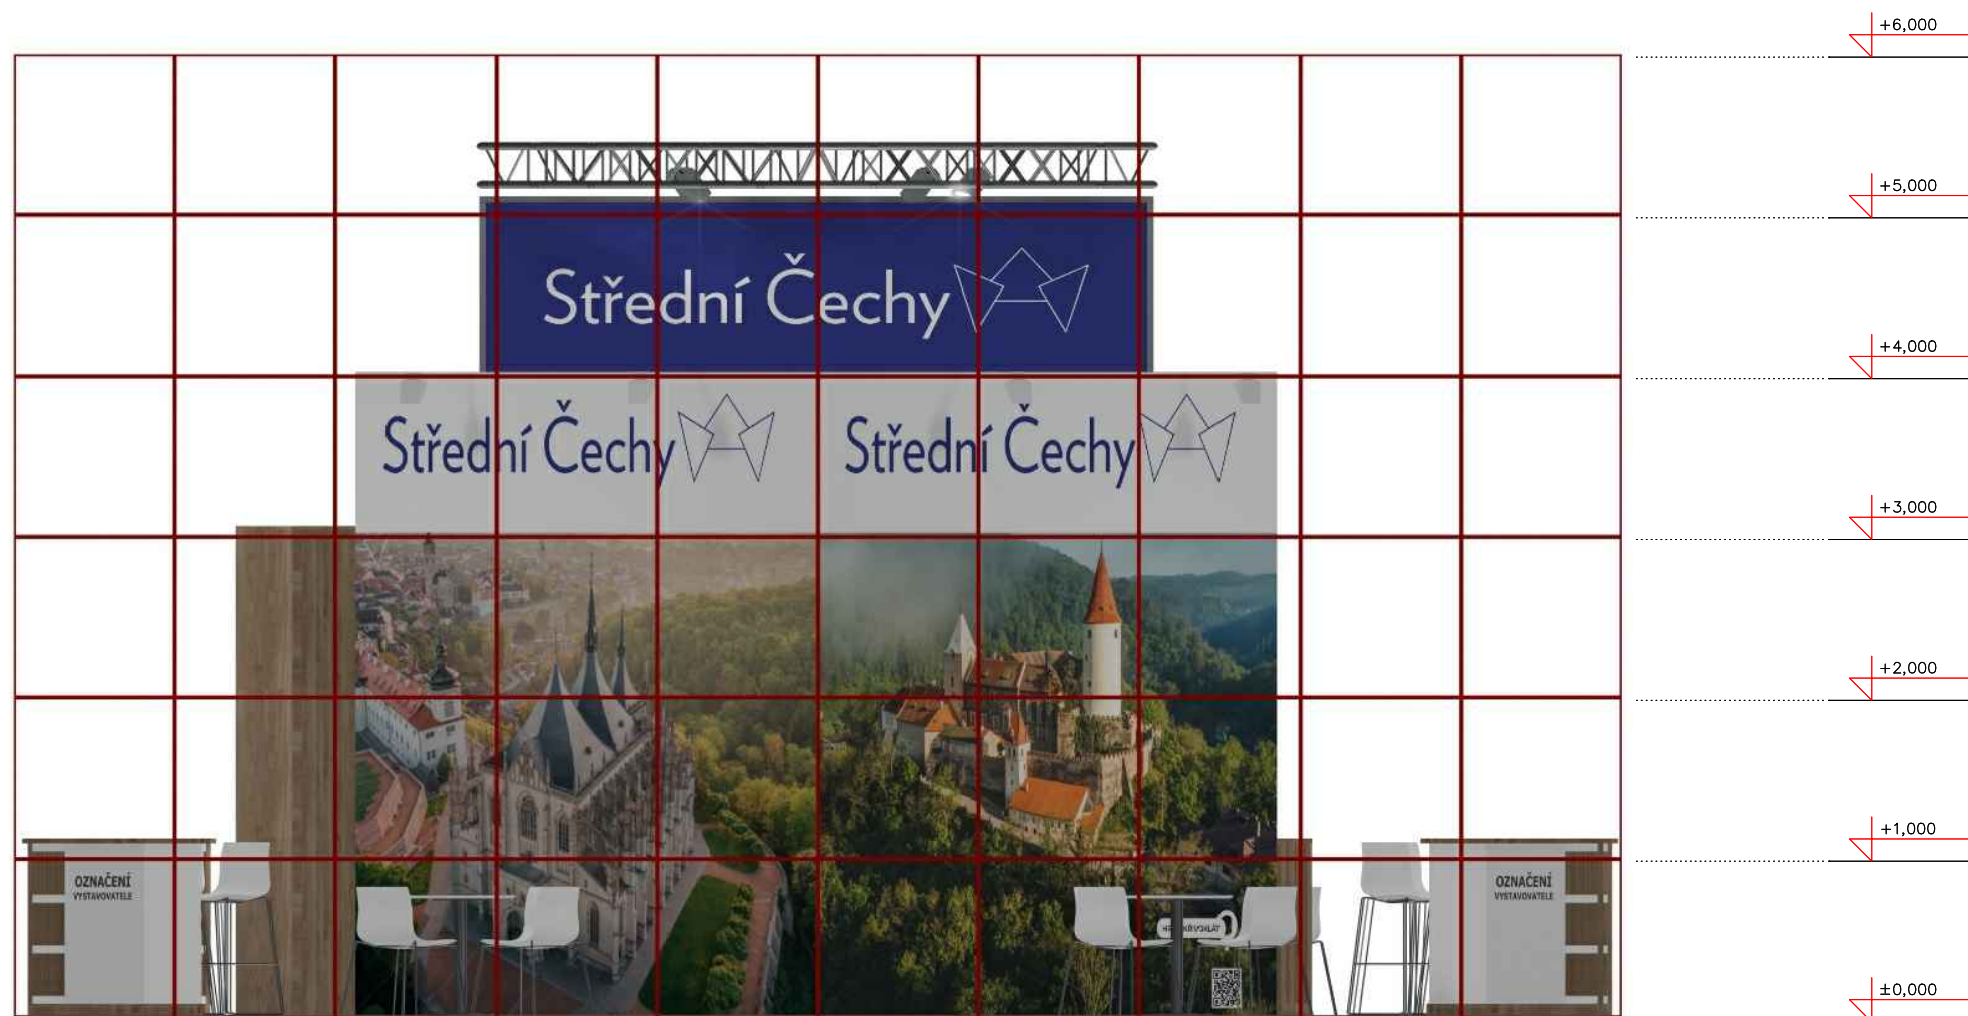 +6,000
+5,000
Střední Čechy
+4,000
Střední Čechy
Střední Čechy
+3,000
+2,000
+1,000
OZNAČENÍ
VYSTAVOVATELE
OZNAČENÍ
VYSTAVOVATELE
±0,000